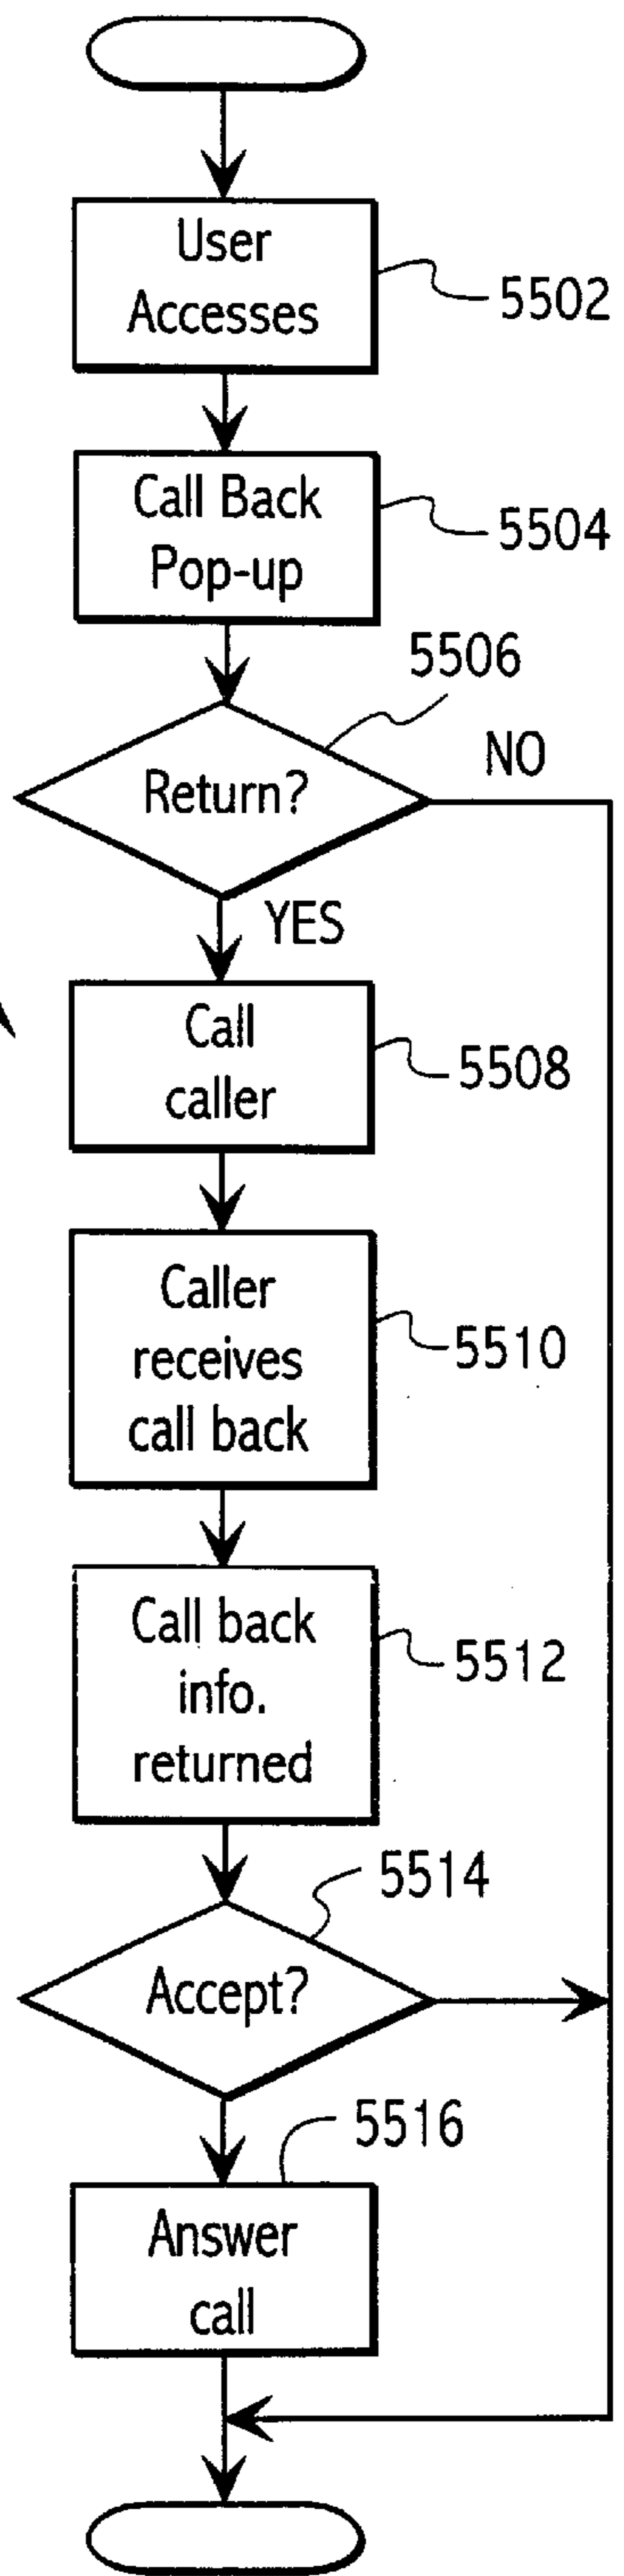 User
Accesses
5502
Call Back
Pop-up
5504
5506
Return?
NO
YES
Call
caller
5508
Caller
receives
call back
5510
Call back
info.
returned
5512
5514
Accept?
5516
Answer
call